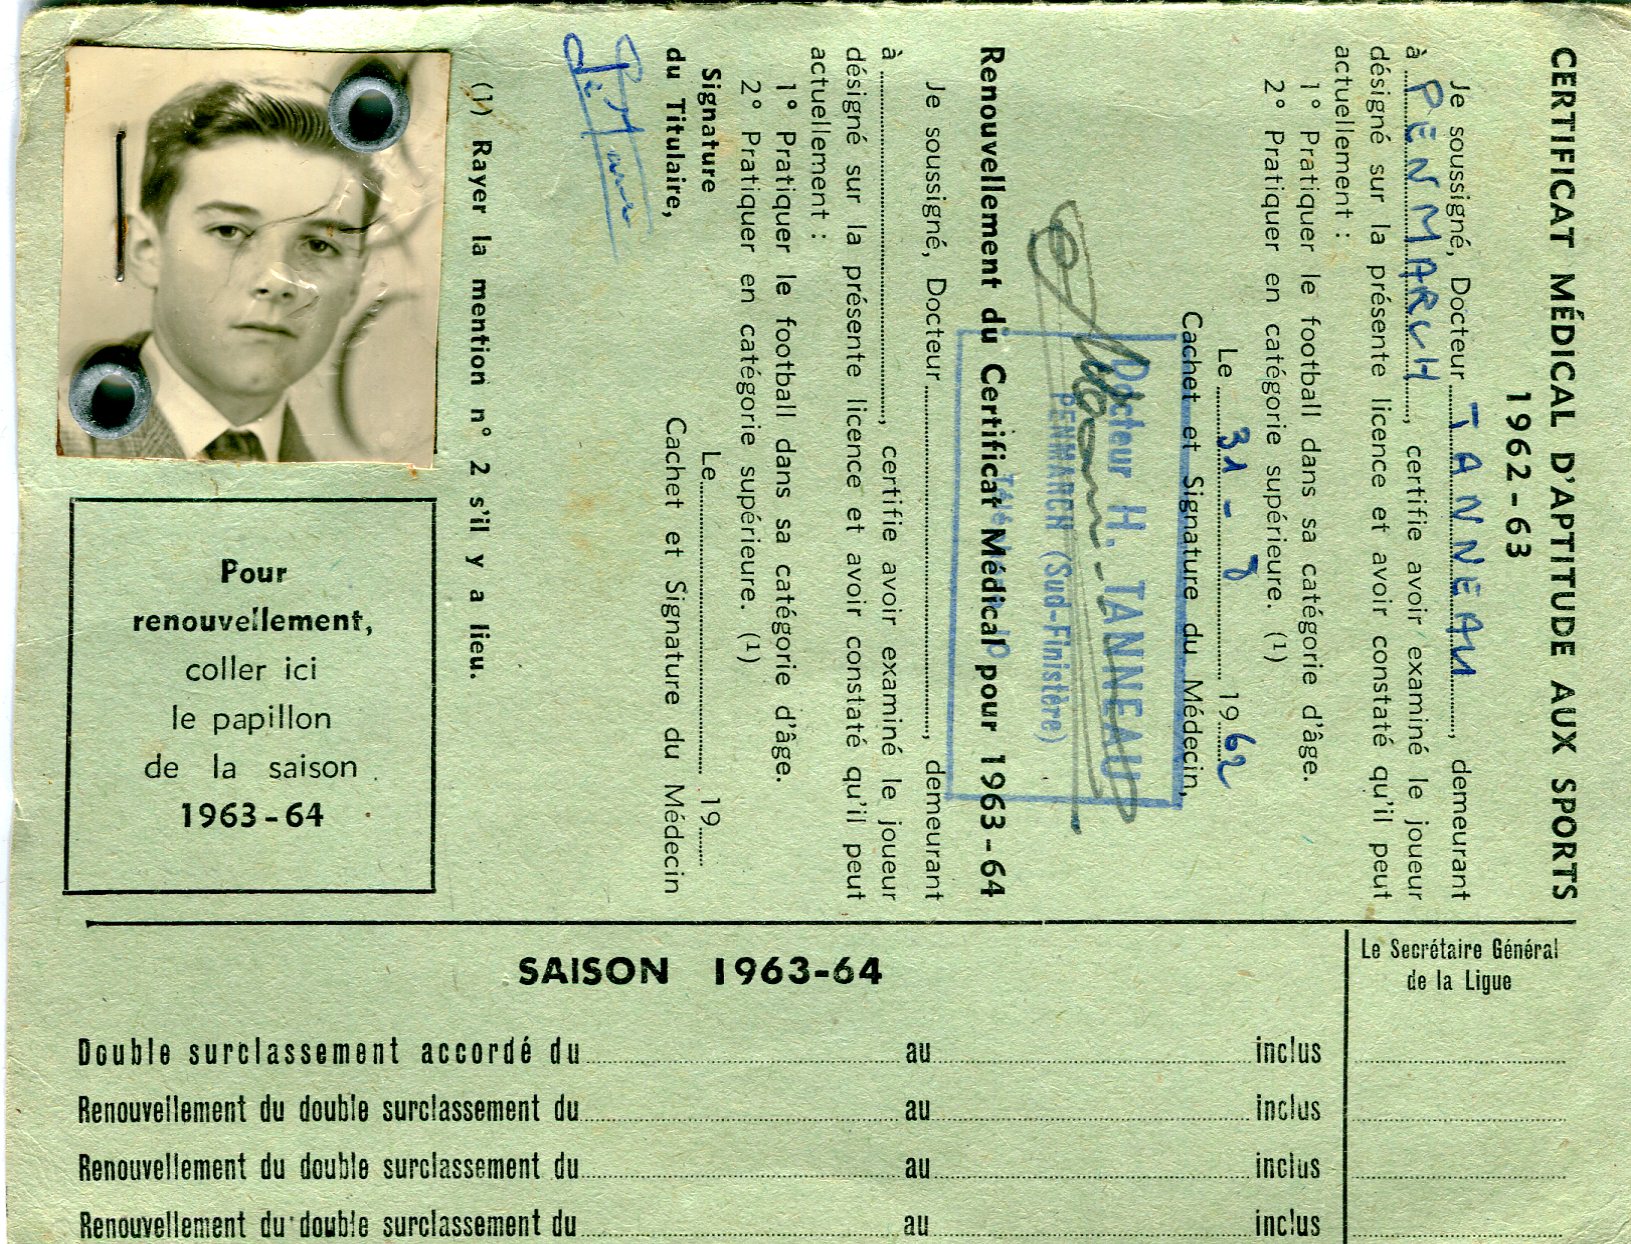 CERTIFICAT MÉDICAL D'APTITUDE AUX SPORTS
1962-63
Je soussigné, Docteur TANNEAU, demeurant
à PENMARCH, certifie avoir examiné le joueur
désigné sur la présente licence et avoir constaté qu'il peut
actuellement :
1° Pratiquer le football dans sa catégorie d'âge.
2° Pratiquer en catégorie supérieure. (1)
Le 31-8 1962
Cachet et Signature du Médecin,
Docteur H. TANNEAU
PENMARCH (Sud-Finistère)
Renouvellement du Certificat Médical pour 1963-64
Je soussigné, Docteur, demeurant
à, certifie avoir examiné le joueur
désigné sur la présente licence et avoir constaté qu'il peut
actuellement :
1° Pratiquer le football dans sa catégorie d'âge.
2° Pratiquer en catégorie supérieure. (1)
Le 19
Cachet et Signature du Médecin
Signature
du Titulaire,
(1) Rayer la mention n° 2 s'il y a lieu.
Pour
renouvellement,
coller ici
le papillon
de la saison
1963-64
SAISON 1963-64
Le Secrétaire Général
de la Ligue
Double surclassement accordé du au inclus
Renouvellement du double surclassement du au inclus
Renouvellement du double surclassement du au inclus
Renouvellement du double surclassement du au inclus